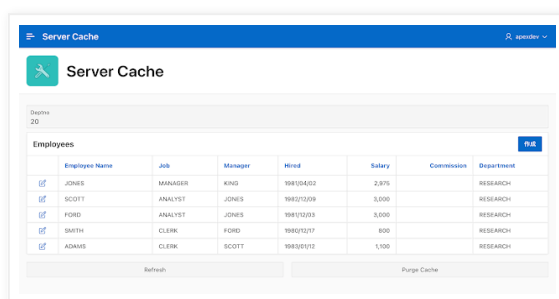 Server Cache
apexdev
Server Cache
Deptno
20
Employees 作成
Employee Name Job Manager Hired Salary Commission Department
JONES MANAGER KING 1981/04/02 2,975 RESEARCH
SCOTT ANALYST JONES 1982/12/09 3,000 RESEARCH
FORD ANALYST JONES 1981/12/03 3,000 RESEARCH
SMITH CLERK FORD 1980/12/17 800 RESEARCH
ADAMS CLERK SCOTT 1983/01/12 1,100 RESEARCH
Refresh Purge Cache